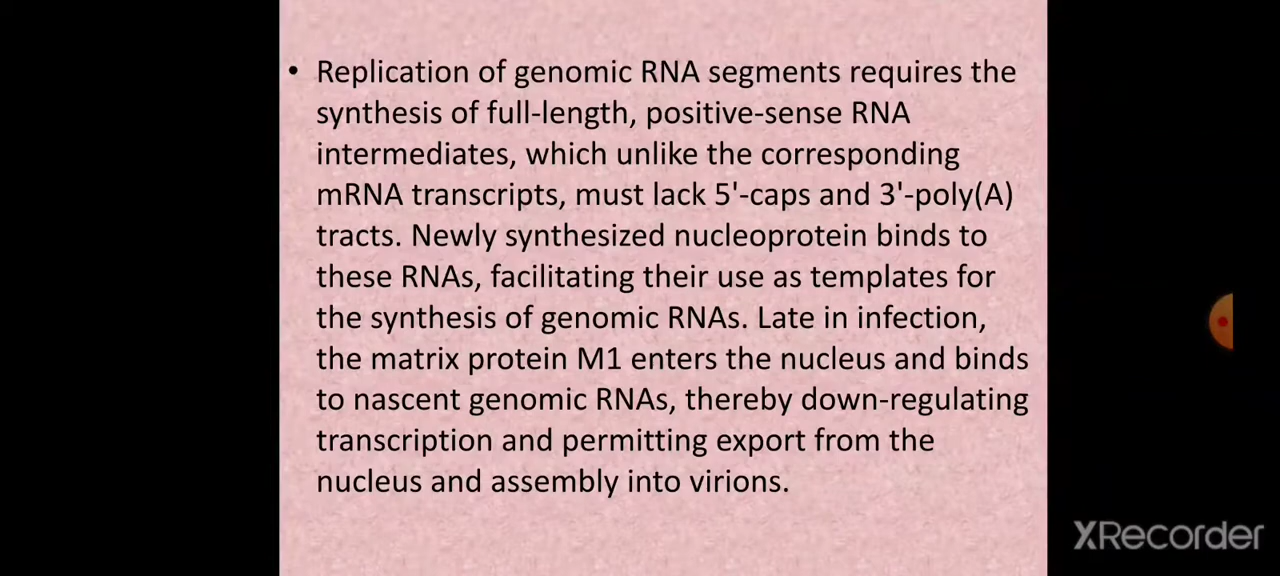 • Replication of genomic RNA segments requires the
synthesis of full-length, positive-sense RNA
intermediates, which unlike the corresponding
mRNA transcripts, must lack 5'-caps and 3'-poly(A)
tracts. Newly synthesized nucleoprotein binds to
these RNAs, facilitating their use as templates for
the synthesis of genomic RNAs. Late in infection,
the matrix protein M1 enters the nucleus and binds
to nascent genomic RNAs, thereby down-regulating
transcription and permitting export from the
nucleus and assembly into virions.
XRecorder